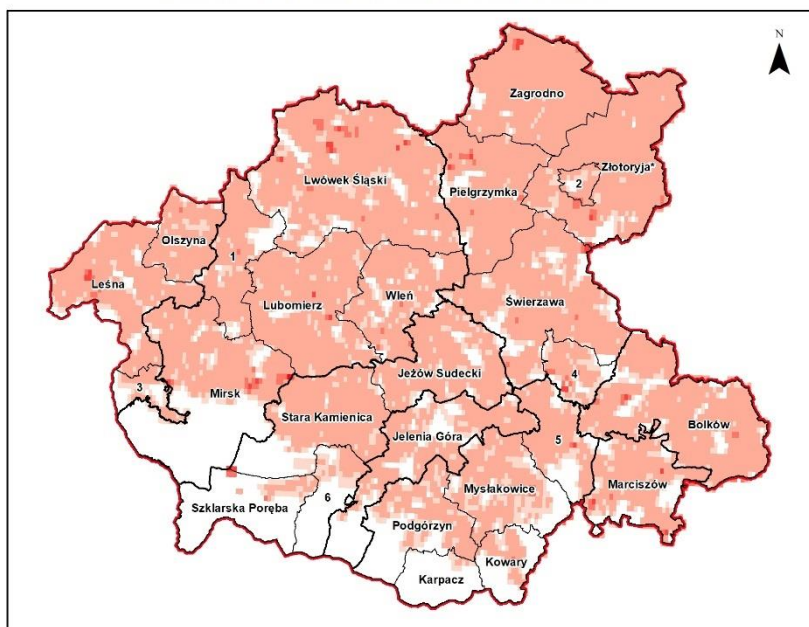 N
Zagrodno
Złotoryja*
2
Pielgrzymka
Lwówek Śląski
Olszyna
1
Leśna
Lubomierz
Wleń
Świerzawa
4
3
Mirsk
Jeżów Sudecki
Stara Kamienica
Bolków
Jelenia Góra
5
Mysłakowice
Marciszów
6
Szklarska Poręba
Podgórzyn
Kowary
Karpacz